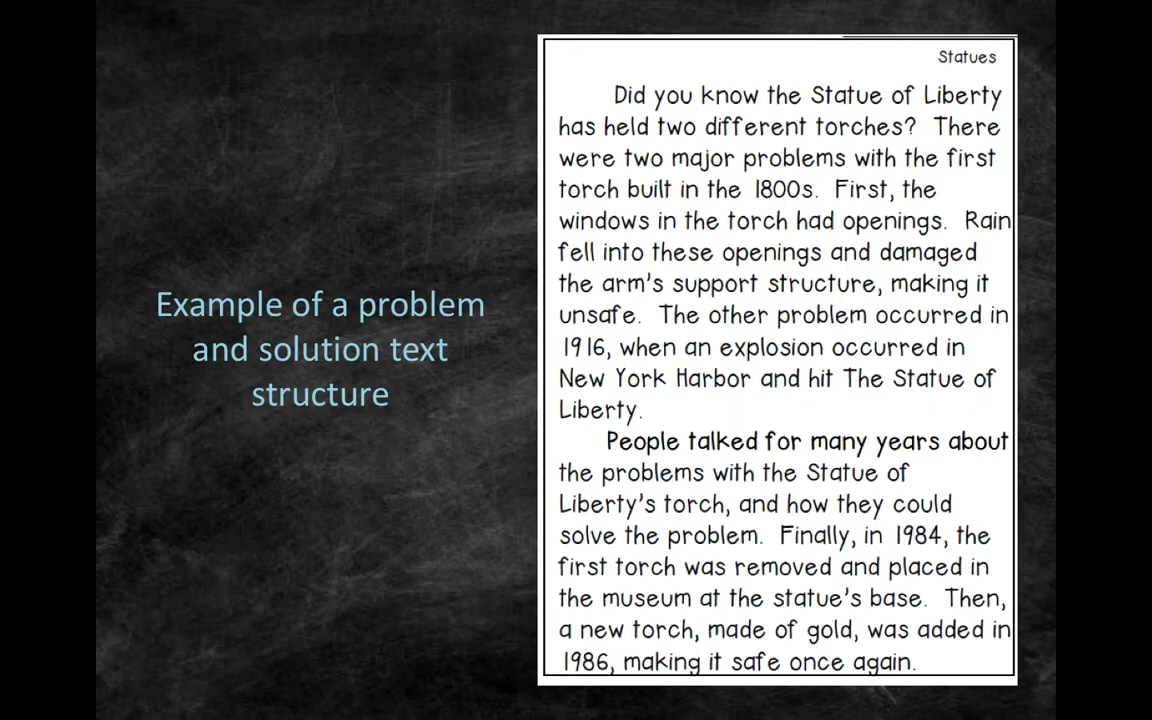 Example of a problem
and solution text
structure
Statues
Did you know the Statue of Liberty
has held two different torches? There
were two major problems with the first
torch built in the 1800s. First, the
windows in the torch had openings. Rain
fell into these openings and damaged
the arm's support structure, making it
unsafe. The other problem occurred in
1916, when an explosion occurred in
New York Harbor and hit The Statue of
Liberty.
People talked for many years about
the problems with the Statue of
Liberty's torch, and how they could
solve the problem. Finally, in 1984, the
first torch was removed and placed in
the museum at the statue's base. Then,
a new torch, made of gold, was added in
1986, making it safe once again.